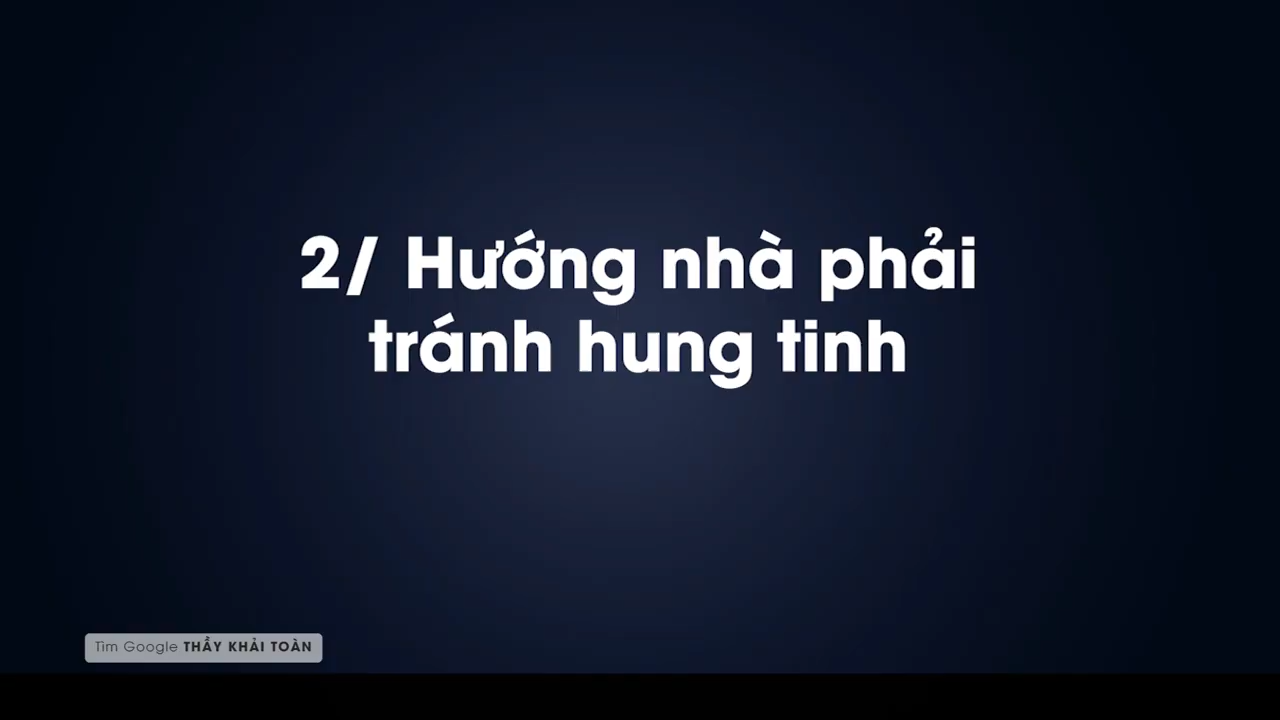 2/ Hướng nhà phải
tránh hung tinh
Tìm Google THẦY KHẢI TOÀN